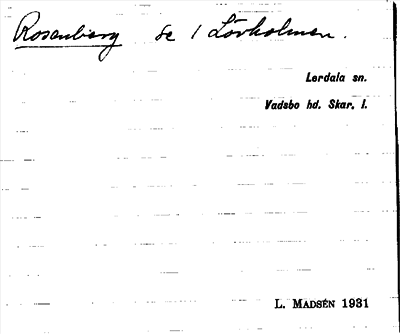 Rosenberg se 1 Lövholmen.
Lerdala sn.
Vadsbo hd. Skar. l.
L. MADSÉN 1931